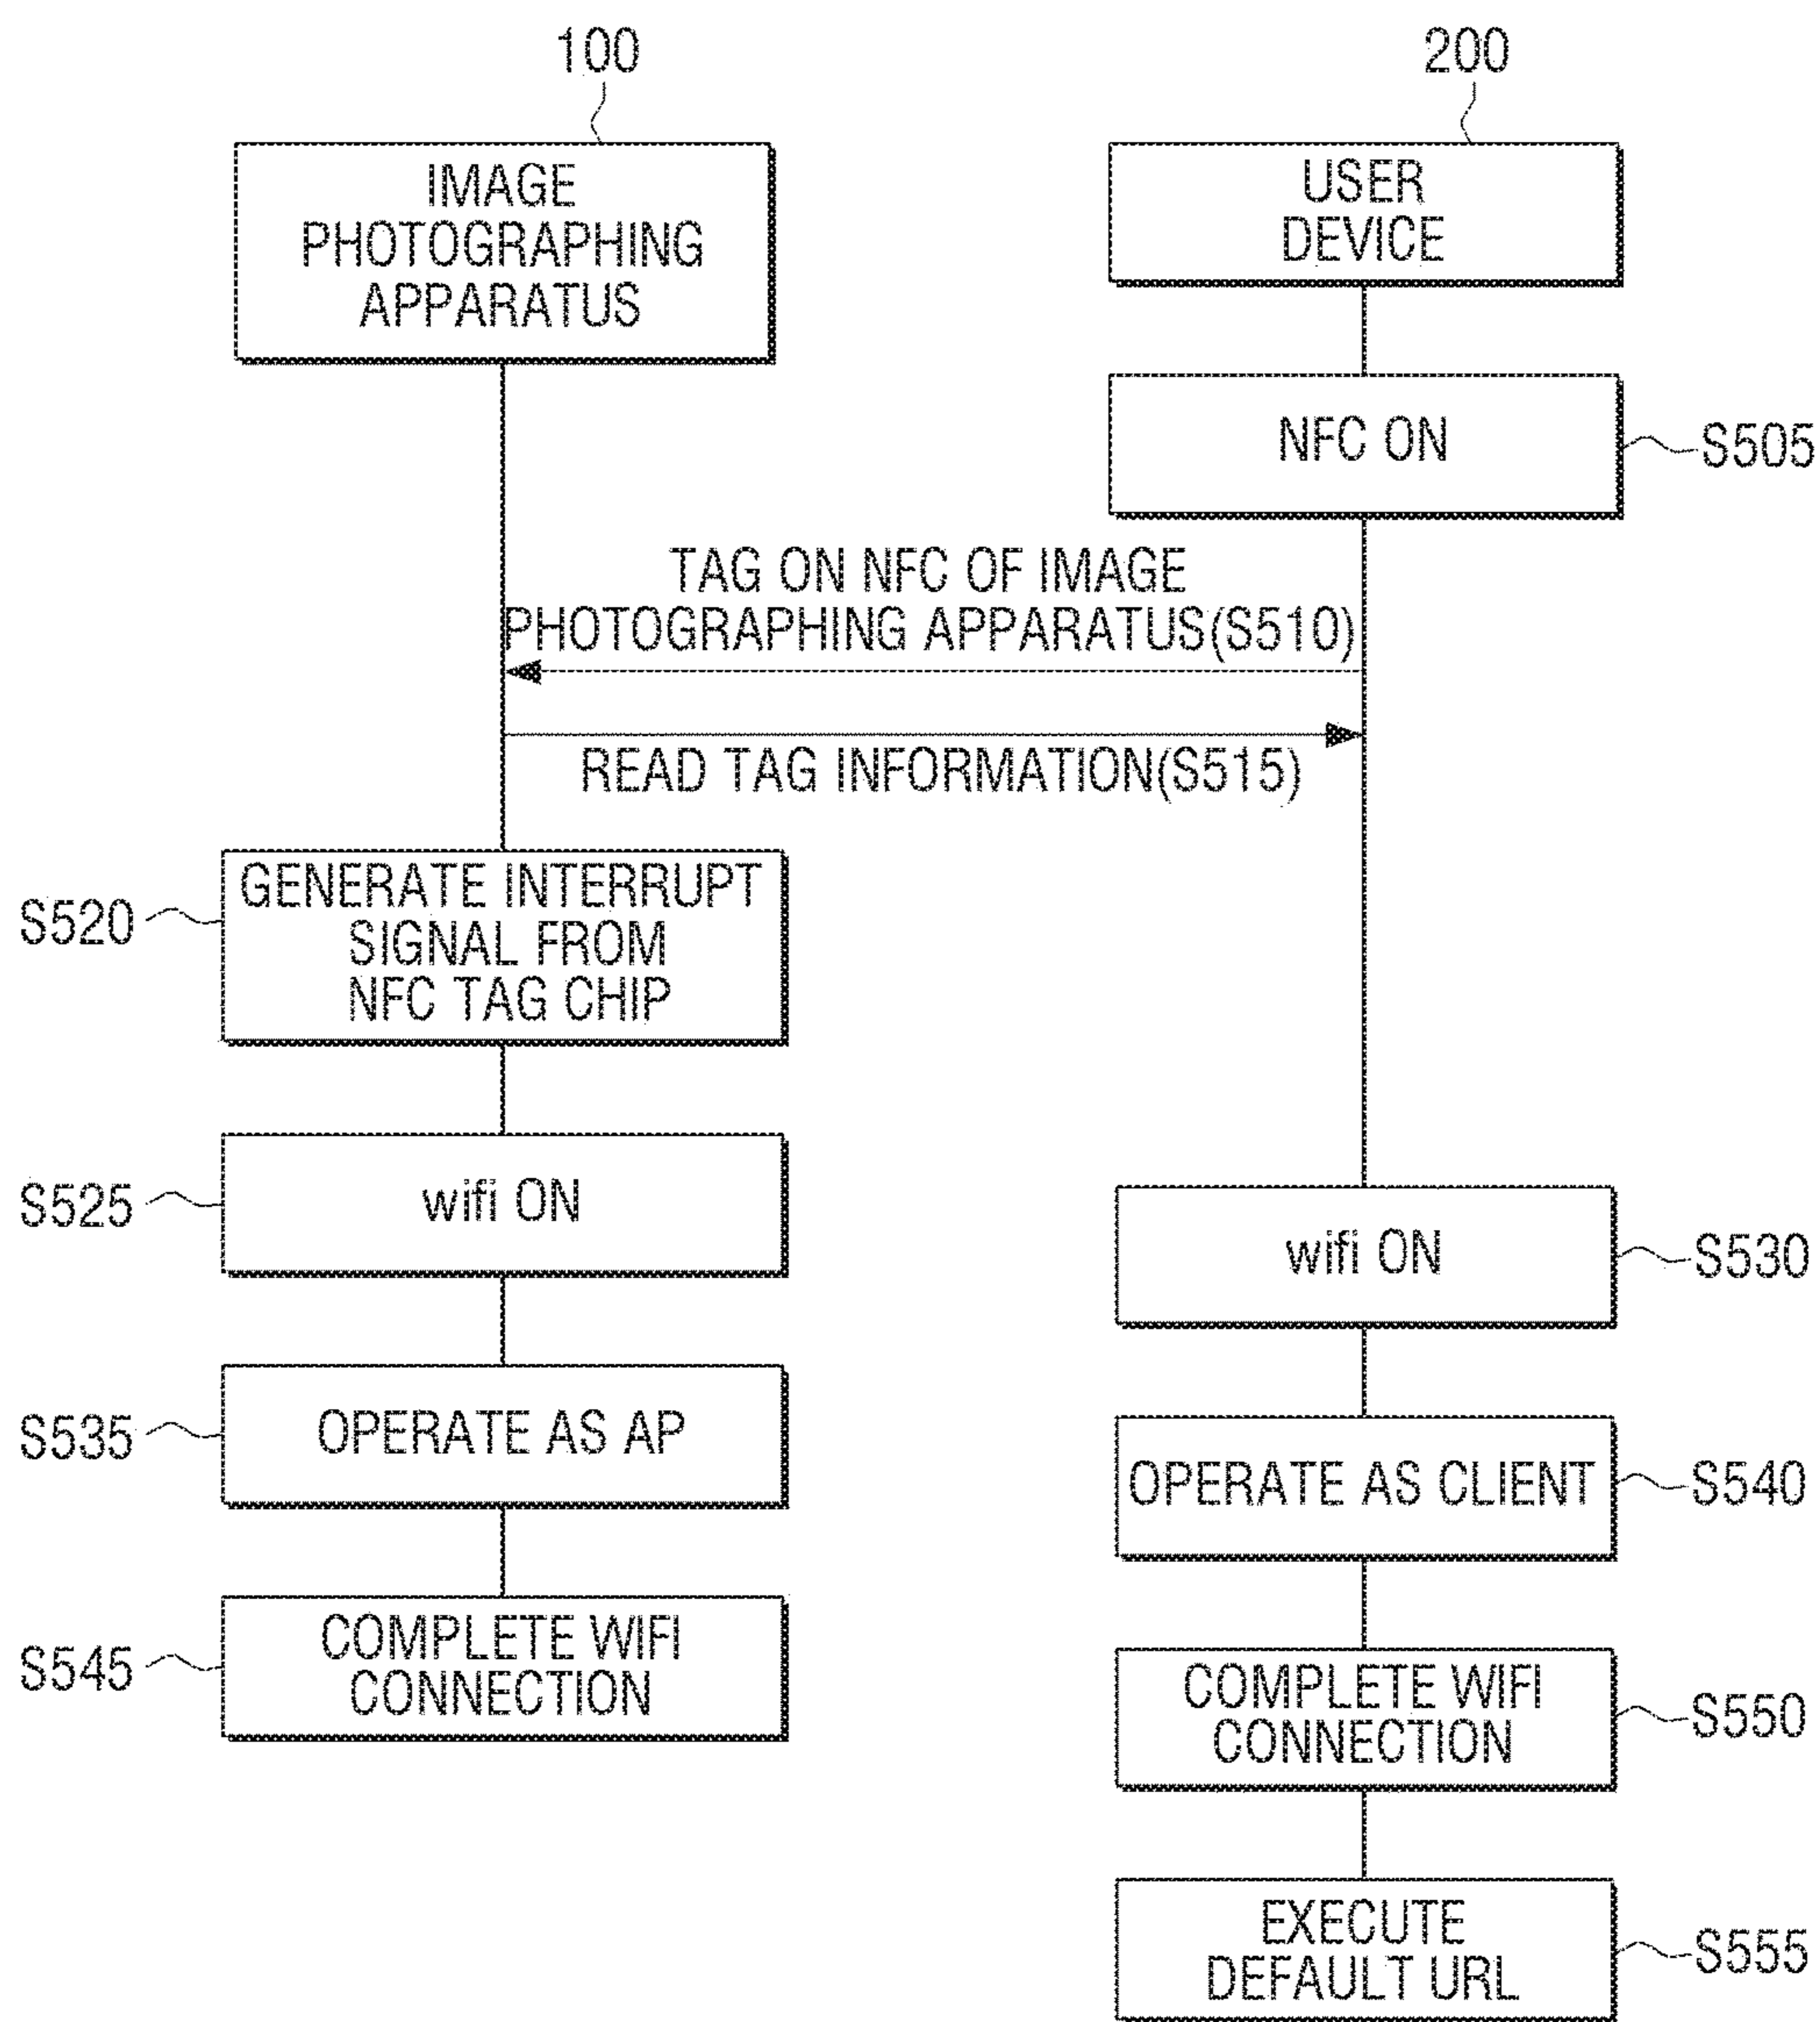 100
200
IMAGE
PHOTOGRAPHING
APPARATUS
USER
DEVICE
NFC ON
S505
TAG ON NFC OF IMAGE
PHOTOGRAPHING APPARATUS(S510)
READ TAG INFORMATION(S515)
S520
GENERATE INTERRUPT
SIGNAL FROM
NFC TAG CHIP
S525
wifi ON
wifi ON
S530
S535
OPERATE AS AP
OPERATE AS CLIENT
S540
S545
COMPLETE WIFI
CONNECTION
COMPLETE WIFI
CONNECTION
S550
EXECUTE
DEFAULT URL
S555